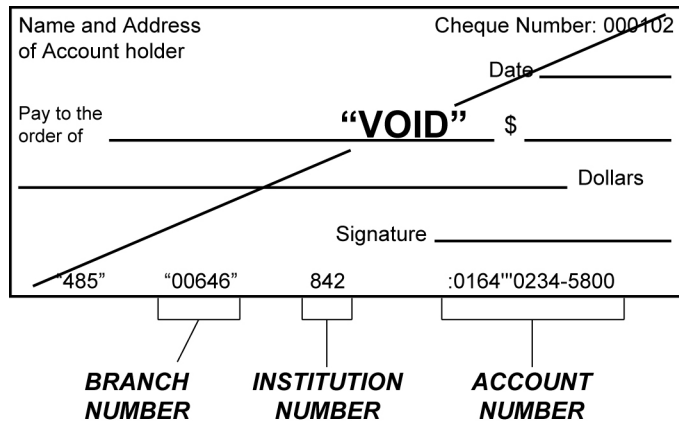 Name and Address Cheque Number: 000102
of Account holder
Date
Pay to the
order of “VOID” $
Dollars
Signature
“485” “00646” 842 :0164'''0234-5800
BRANCH INSTITUTION ACCOUNT
NUMBER NUMBER NUMBER